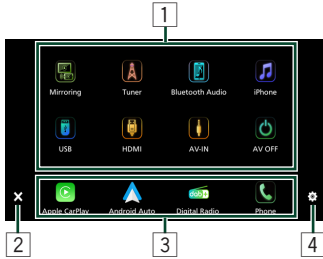 1
Mirroring Tuner Bluetooth Audio iPhone
USB HDMI AV-IN AV OFF
dab+
Apple CarPlay Android Auto Digital Radio Phone
2 3 4